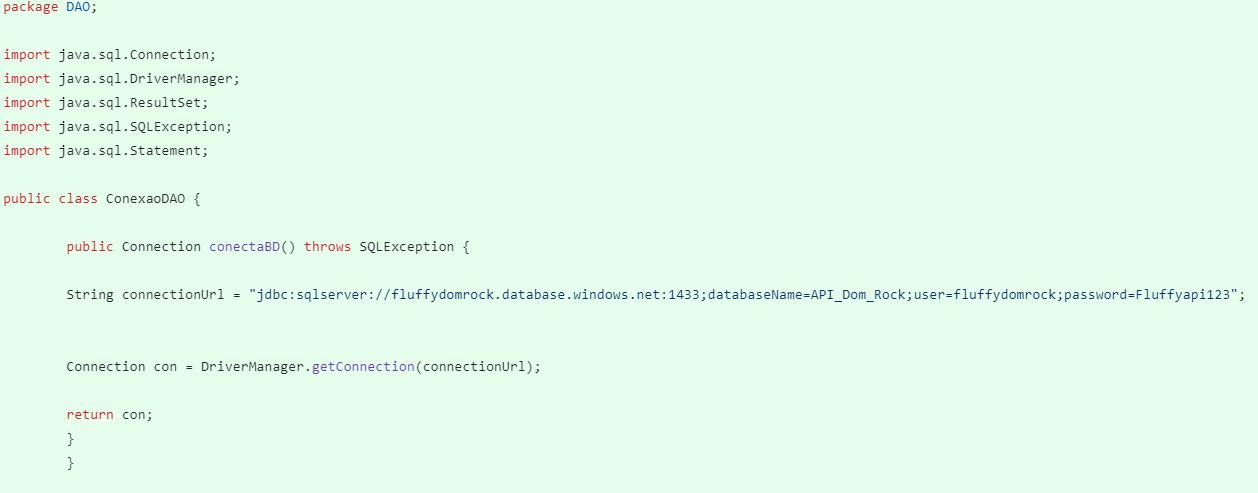 package DAO;
import java.sql.Connection;
import java.sql.DriverManager;
import java.sql.ResultSet;
import java.sql.SQLException;
import java.sql.Statement;
public class ConexaoDAO {
public Connection conectaBD() throws SQLException {
String connectionUrl = "jdbc:sqlserver://fluffydomrock.database.windows.net:1433;databaseName=API_Dom_Rock;user=fluffydomrock;password=Fluffyapi123";
Connection con = DriverManager.getConnection(connectionUrl);
return con;
}
}